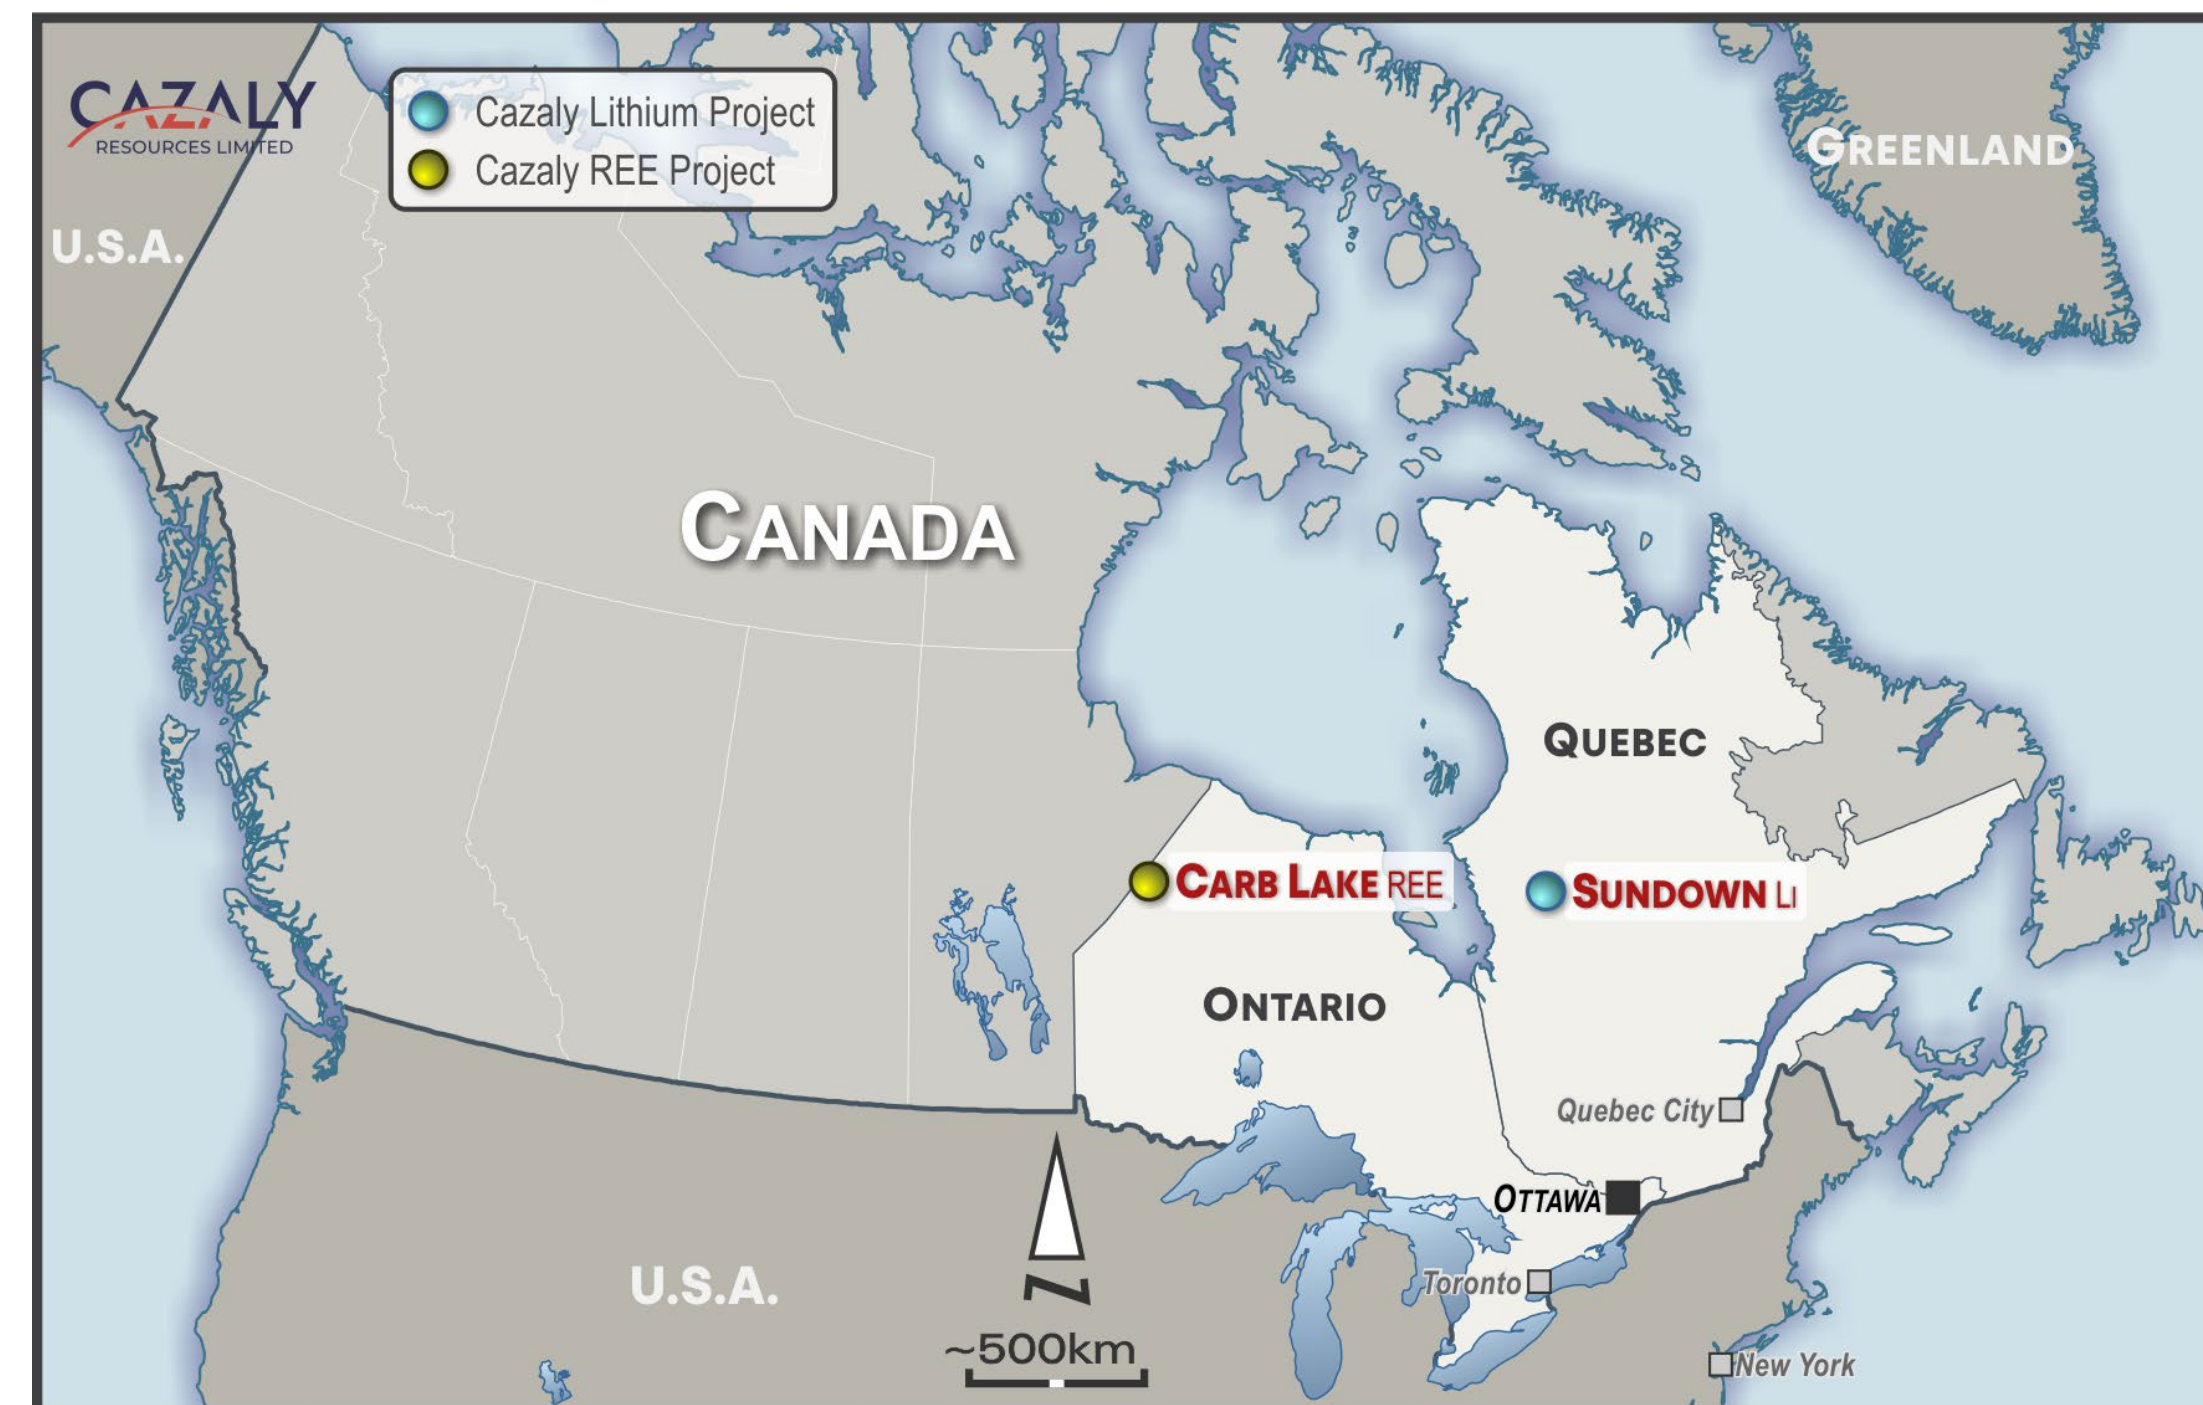 CAZALY
RESOURCES LIMITED
Cazaly Lithium Project
Cazaly REE Project
GREENLAND
U.S.A.
CANADA
QUEBEC
CARB LAKE REE
SUNDOWN LI
ONTARIO
Quebec City
OTTAWA
U.S.A.
Toronto
N
~500km
New York